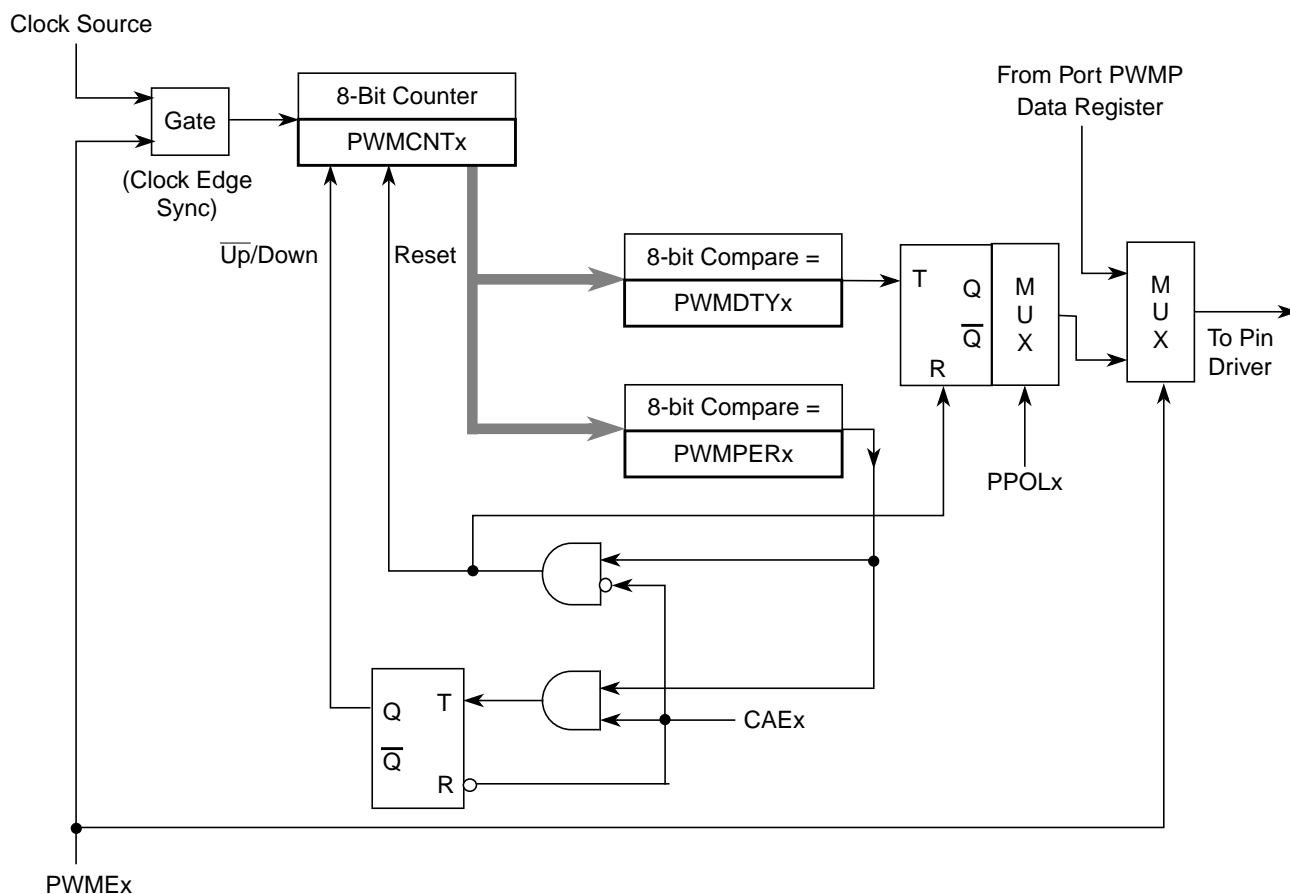 Clock Source
8-Bit Counter
PWMCNTx
Gate
(Clock Edge
Sync)
From Port PWMP
Data Register
U̅p̅/Down
Reset
8-bit Compare =
PWMDTYx
T
Q
Q̅
R
M
U
X
M
U
X
To Pin
Driver
8-bit Compare =
PWMPERx
PPOLx
Q
T
Q̅
R
CAEx
PWMEx